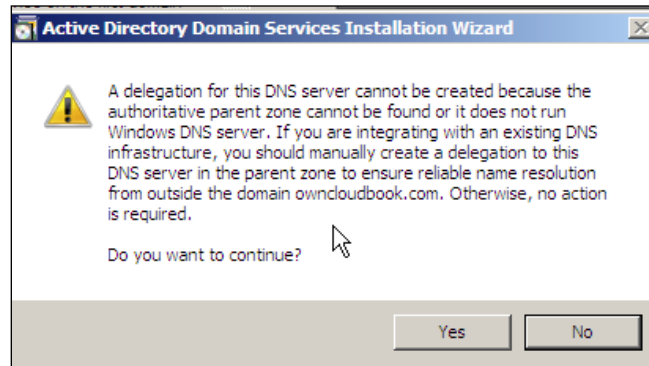 Active Directory Domain Services Installation Wizard
A delegation for this DNS server cannot be created because the
authoritative parent zone cannot be found or it does not run
Windows DNS server. If you are integrating with an existing DNS
infrastructure, you should manually create a delegation to this
DNS server in the parent zone to ensure reliable name resolution
from outside the domain owncloudbook.com. Otherwise, no action
is required.
Do you want to continue?
Yes
No